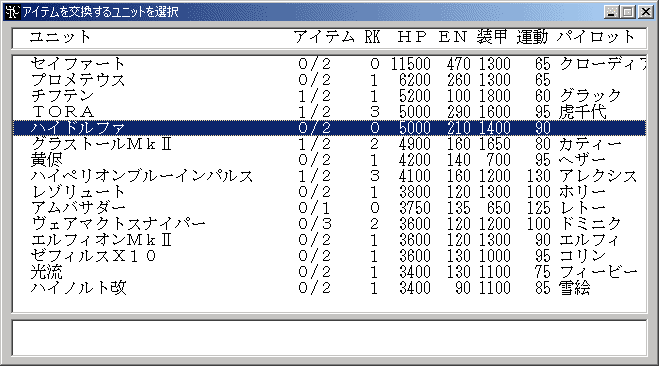 アイテムを交換するユニットを選択
ユニット アイテム RK ＨＰ ＥＮ 装甲 運動 パイロット
セイファート 0/2 0 11500 470 1300 65 クローディア
プロメテウス 0/2 1 6200 260 1300 65
チフテン 1/2 1 5200 100 1800 60 グラック
ＴＯＲＡ 1/2 3 5000 290 1600 95 虎千代
ハイドルファ 0/2 0 5000 210 1400 90
グラストールＭｋⅡ 1/2 2 4900 160 1650 80 カティー
黄偃 0/2 1 4200 140 700 95 ヘザー
ハイペリオンブルーインパルス 1/2 3 4100 160 1200 130 アレクシス
レゾリュート 0/2 1 3800 120 1300 100 ホリー
アムバサダー 0/1 0 3750 135 650 125 レトー
ヴェアマクトスナイパー 0/3 2 3600 120 1200 100 ドミニク
エルフィオンＭｋⅡ 0/2 1 3600 120 1300 90 エルフィ
ゼフィルスＸ１０ 0/2 1 3600 130 1000 95 コリン
光流 0/2 1 3400 130 1100 75 フィービー
ハイノルト改 0/2 1 3400 90 1100 85 雪絵